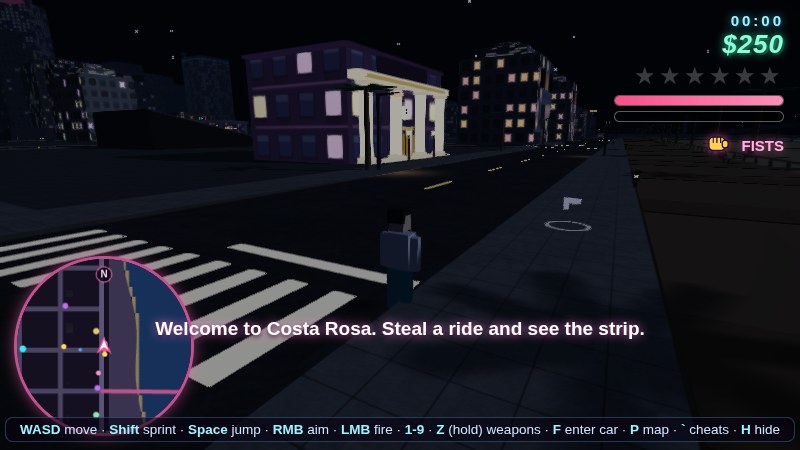 00:00
$250
FISTS
N
Welcome to Costa Rosa. Steal a ride and see the strip.
WASD move · Shift sprint · Space jump · RMB aim · LMB fire · 1-9 · Z (hold) weapons · F enter car · P map · ` cheats · H hide